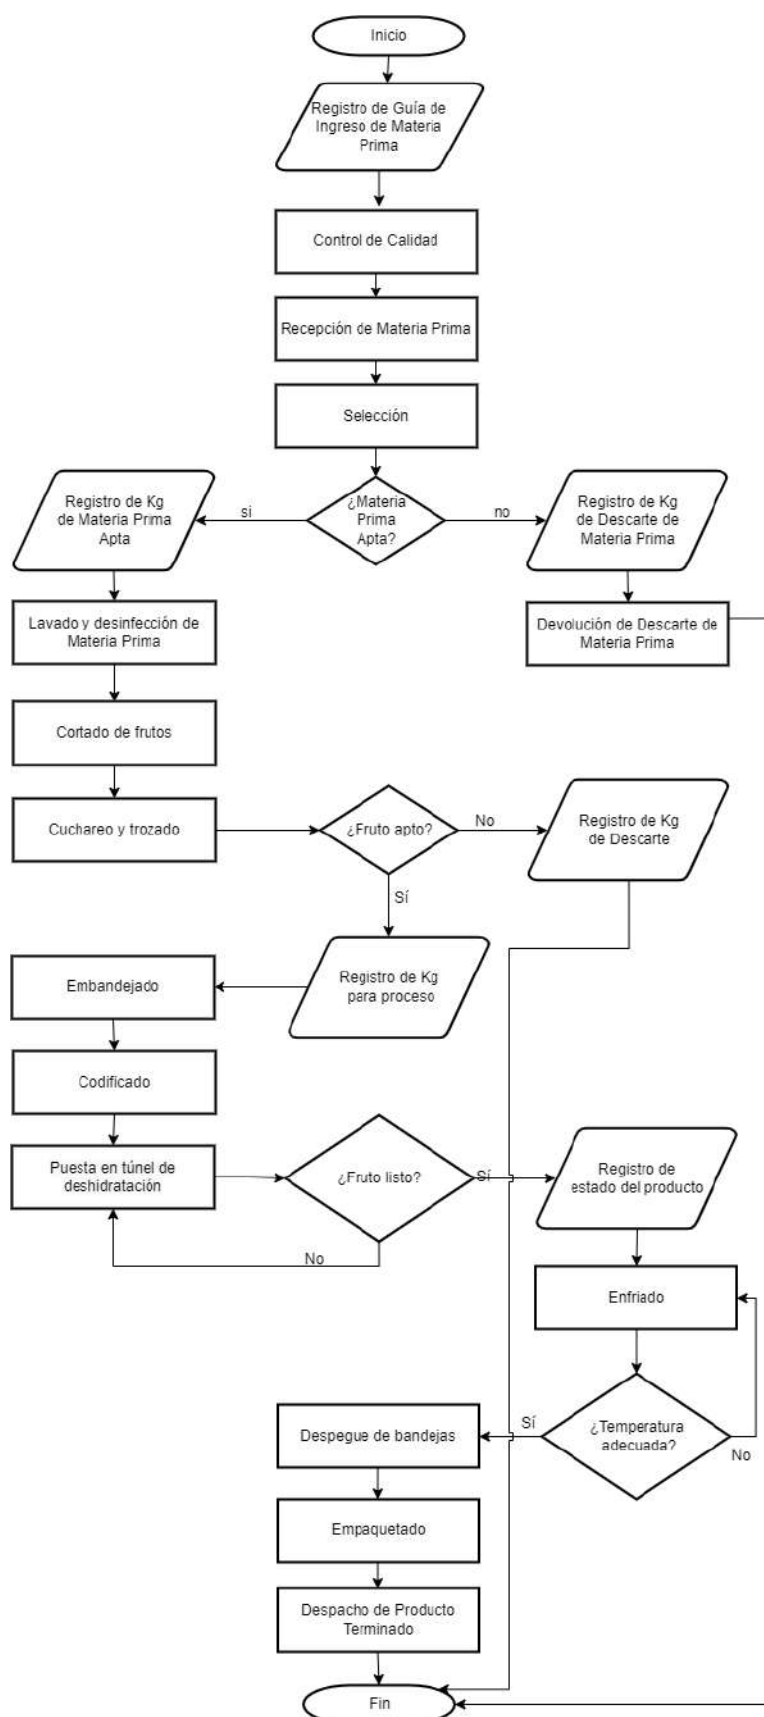 Inicio
Registro de Guía de
Ingreso de Materia
Prima
Control de Calidad
Recepción de Materia Prima
Selección
¿Materia
Prima
Apta?
si
no
Registro de Kg
de Materia Prima
Apta
Registro de Kg
de Descarte de
Materia Prima
Lavado y desinfección de
Materia Prima
Devolución de Descarte de
Materia Prima
Cortado de frutos
Cuchareo y trozado
¿Fruto apto?
No
Registro de Kg
de Descarte
Sí
Registro de Kg
para proceso
Embandejado
Codificado
Puesta en túnel de
deshidratación
¿Fruto listo?
Sí
No
Registro de
estado del producto
Enfriado
¿Temperatura
adecuada?
Sí
No
Despegue de bandejas
Empaquetado
Despacho de Producto
Terminado
Fin